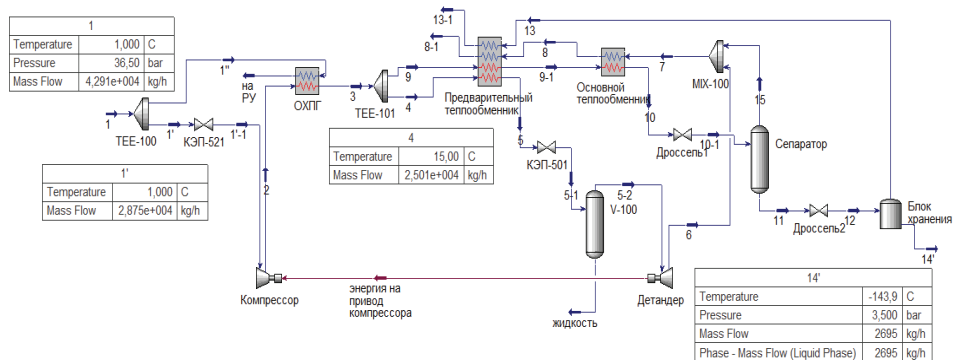 1
Temperature 1,000 C
Pressure 36,50 bar
Mass Flow 4,291e+004 kg/h
13-1
13
8-1
8
7
1"
на
РУ
ОХПГ
3
9
4
TEE-101
9-1
Предварительный
теплообменник
Основной
теплообменник
MIX-100
15
1
TEE-100
1'
КЭП-521
1'-1
2
4
Temperature 15,00 C
Mass Flow 2,501e+004 kg/h
5
КЭП-501
10
Дроссель1
10-1
Сепаратор
1'
Temperature 1,000 C
Mass Flow 2,875e+004 kg/h
5-1
5-2
V-100
6
11
Дроссель2
12
Блок
хранения
14'
Компрессор
энергия на
привод
компрессора
Детандер
жидкость
14'
Temperature -143,9 C
Pressure 3,500 bar
Mass Flow 2695 kg/h
Phase - Mass Flow (Liquid Phase) 2695 kg/h